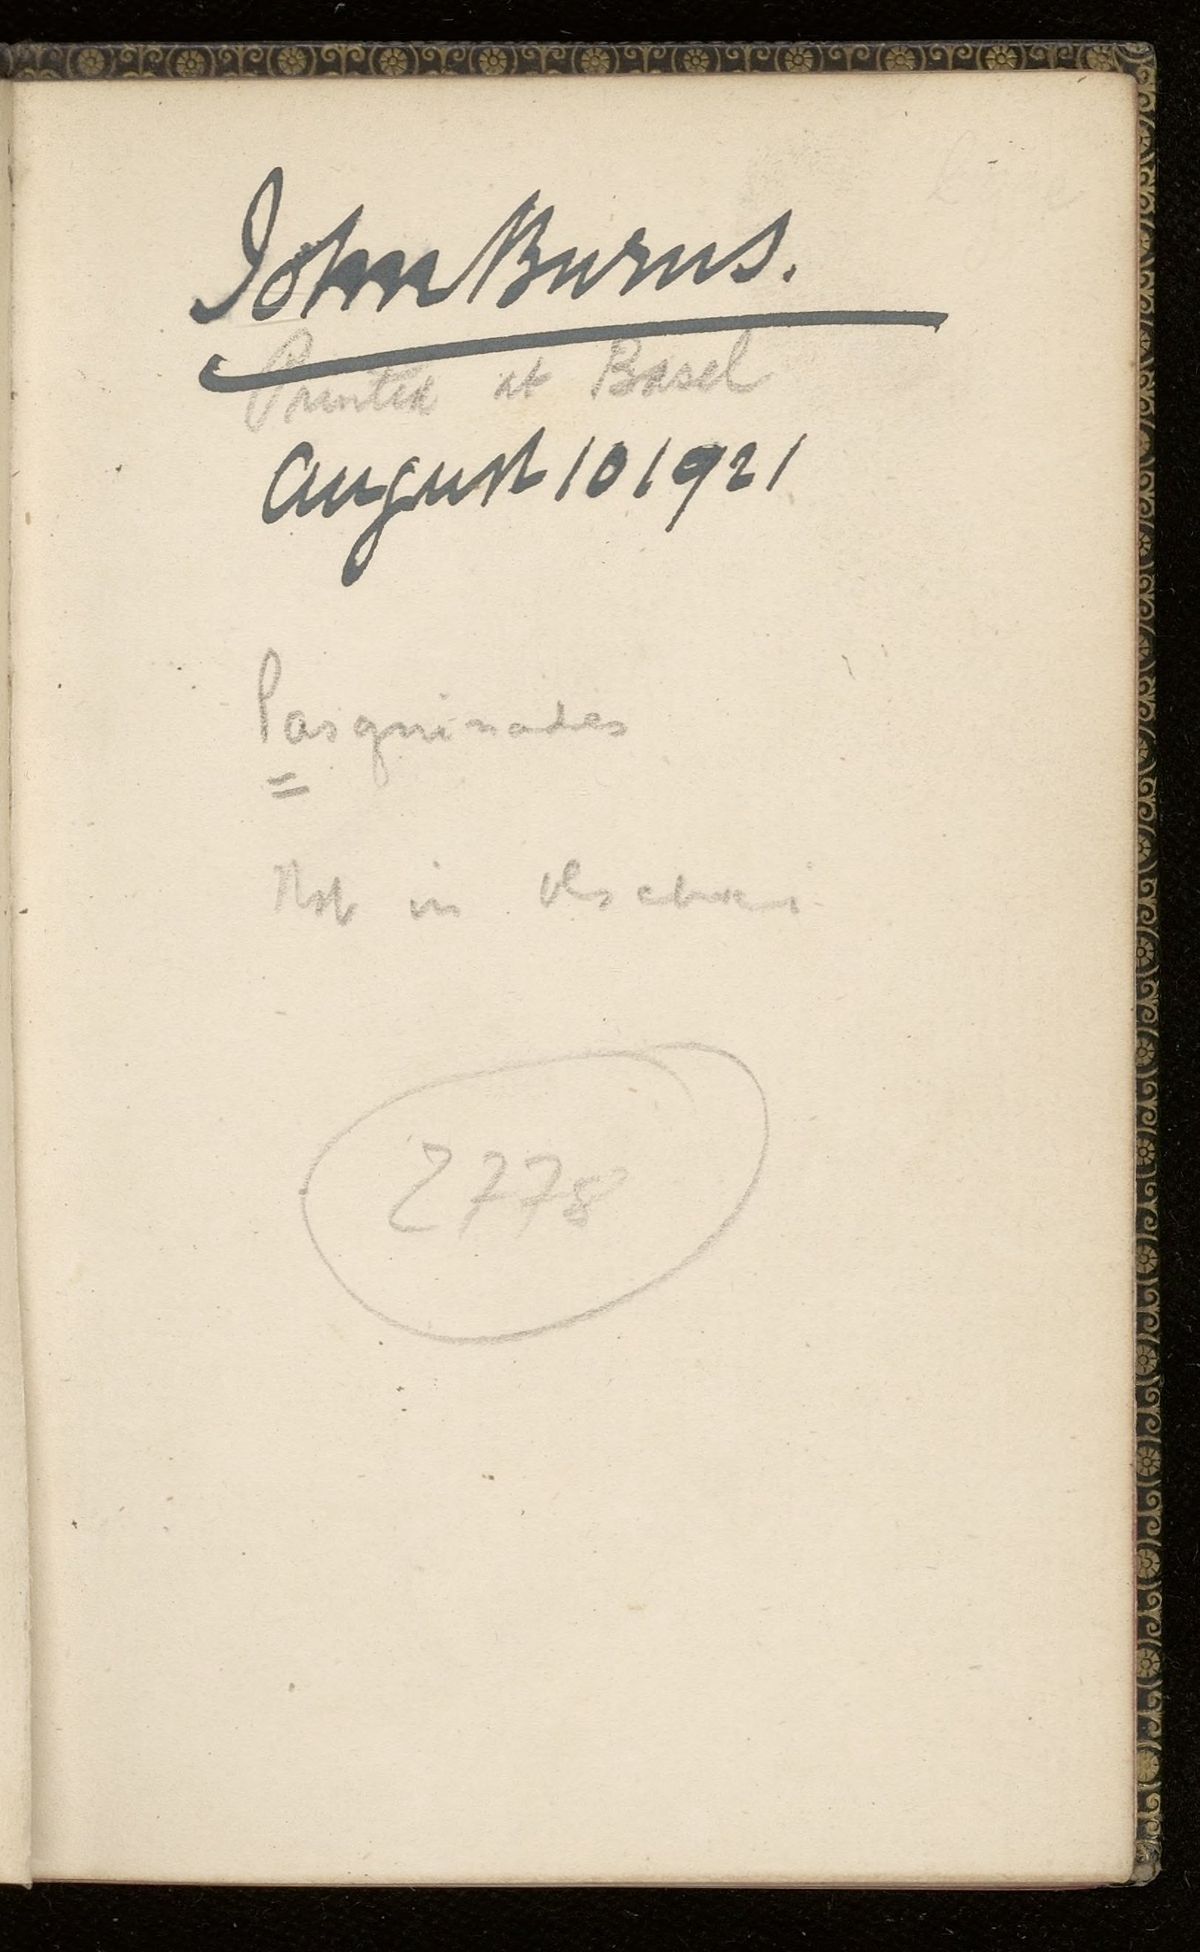 John Burns.
Printed at Basel
August 10 1921
Pasquinades
Not in
2778